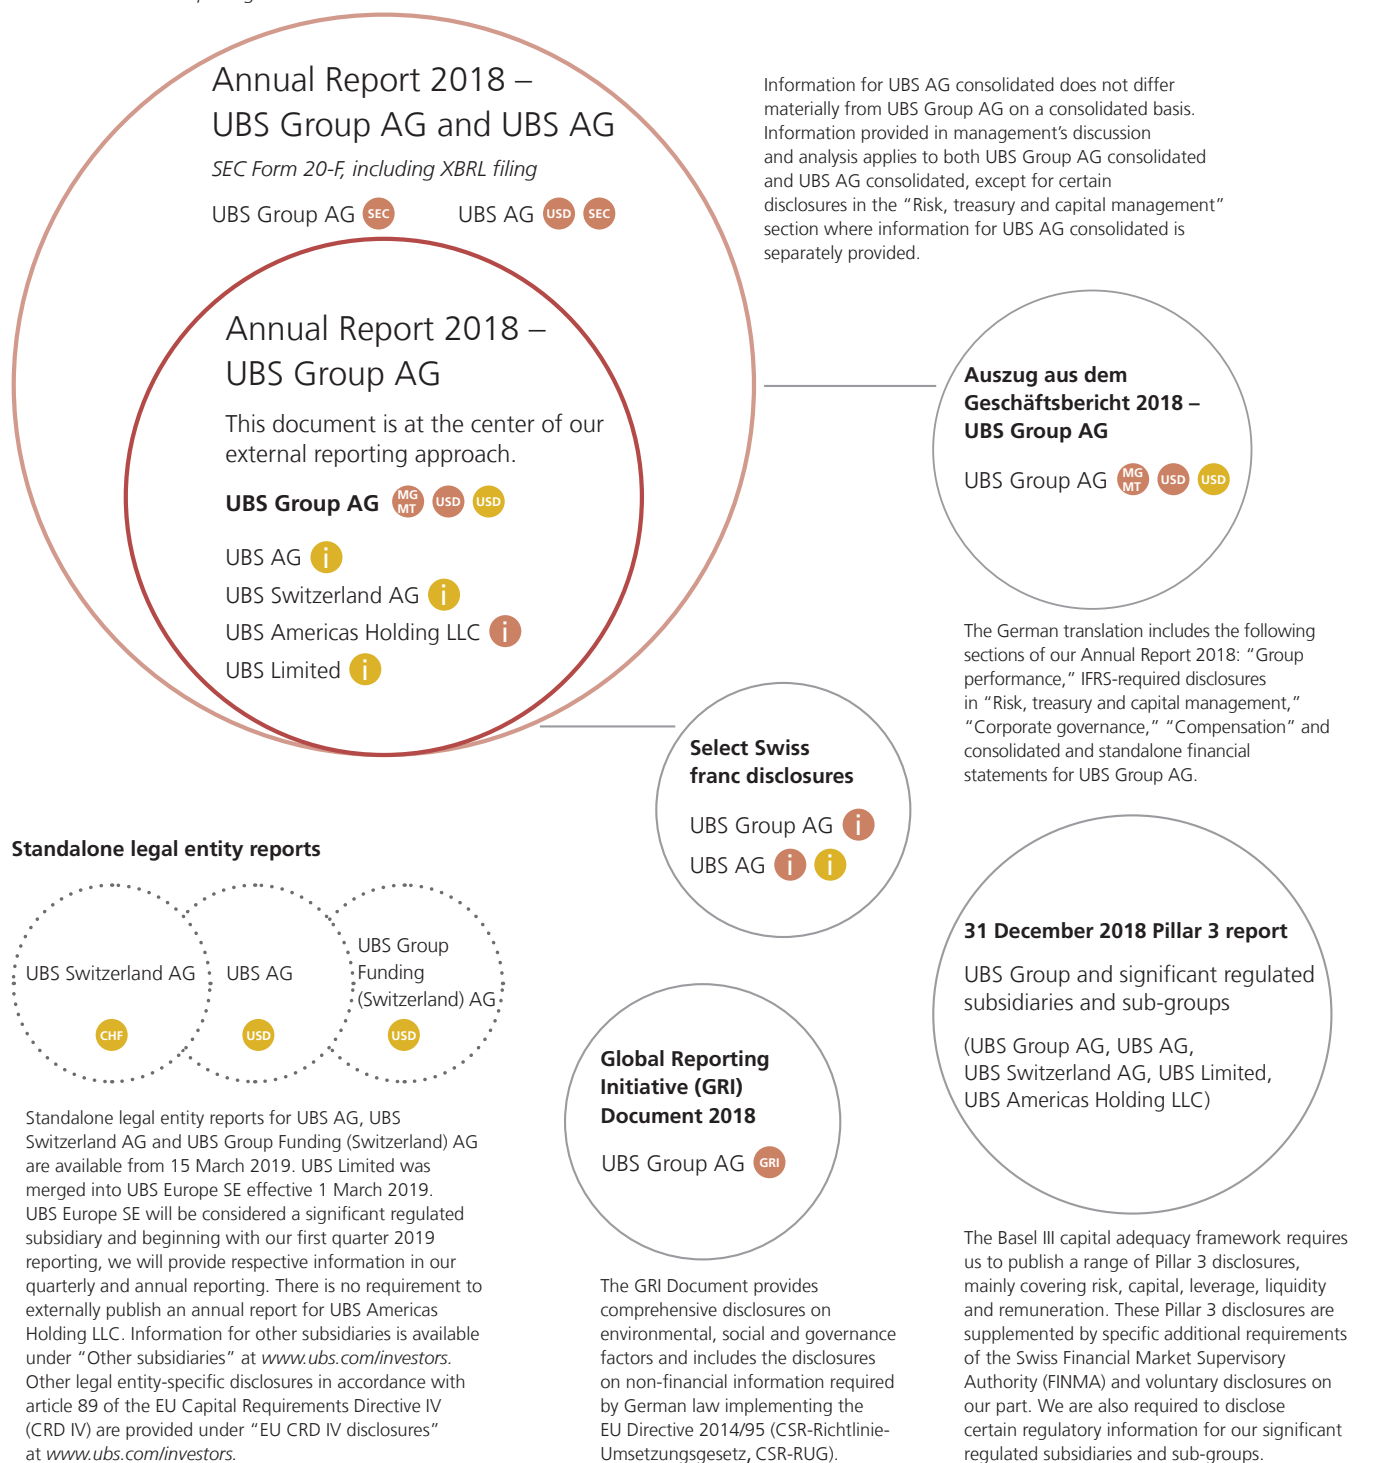 Annual Report 2018 –
UBS Group AG and UBS AG
SEC Form 20-F, including XBRL filing
UBS Group AG SEC UBS AG USD SEC
Information for UBS AG consolidated does not differ
materially from UBS Group AG on a consolidated basis.
Information provided in management’s discussion
and analysis applies to both UBS Group AG consolidated
and UBS AG consolidated, except for certain
disclosures in the “Risk, treasury and capital management”
section where information for UBS AG consolidated is
separately provided.
Annual Report 2018 –
UBS Group AG
This document is at the center of our
external reporting approach.
UBS Group AG MG MT USD USD
UBS AG i
UBS Switzerland AG i
UBS Americas Holding LLC i
UBS Limited i
Auszug aus dem
Geschäftsbericht 2018 –
UBS Group AG
UBS Group AG MG MT USD USD
The German translation includes the following
sections of our Annual Report 2018: “Group
performance,” IFRS-required disclosures
in “Risk, treasury and capital management,”
“Corporate governance,” “Compensation” and
consolidated and standalone financial
statements for UBS Group AG.
Select Swiss
franc disclosures
UBS Group AG i
UBS AG i i
Standalone legal entity reports
UBS Switzerland AG
CHF
UBS AG
USD
UBS Group
Funding
(Switzerland) AG
USD
Standalone legal entity reports for UBS AG, UBS
Switzerland AG and UBS Group Funding (Switzerland) AG
are available from 15 March 2019. UBS Limited was
merged into UBS Europe SE effective 1 March 2019.
UBS Europe SE will be considered a significant regulated
subsidiary and beginning with our first quarter 2019
reporting, we will provide respective information in our
quarterly and annual reporting. There is no requirement to
externally publish an annual report for UBS Americas
Holding LLC. Information for other subsidiaries is available
under “Other subsidiaries” at www.ubs.com/investors.
Other legal entity-specific disclosures in accordance with
article 89 of the EU Capital Requirements Directive IV
(CRD IV) are provided under “EU CRD IV disclosures”
at www.ubs.com/investors.
Global Reporting
Initiative (GRI)
Document 2018
UBS Group AG GRI
The GRI Document provides
comprehensive disclosures on
environmental, social and governance
factors and includes the disclosures
on non-financial information required
by German law implementing the
EU Directive 2014/95 (CSR-Richtlinie-
Umsetzungsgesetz, CSR-RUG).
31 December 2018 Pillar 3 report
UBS Group and significant regulated
subsidiaries and sub-groups
(UBS Group AG, UBS AG,
UBS Switzerland AG, UBS Limited,
UBS Americas Holding LLC)
The Basel III capital adequacy framework requires
us to publish a range of Pillar 3 disclosures,
mainly covering risk, capital, leverage, liquidity
and remuneration. These Pillar 3 disclosures are
supplemented by specific additional requirements
of the Swiss Financial Market Supervisory
Authority (FINMA) and voluntary disclosures on
our part. We are also required to disclose
certain regulatory information for our significant
regulated subsidiaries and sub-groups.